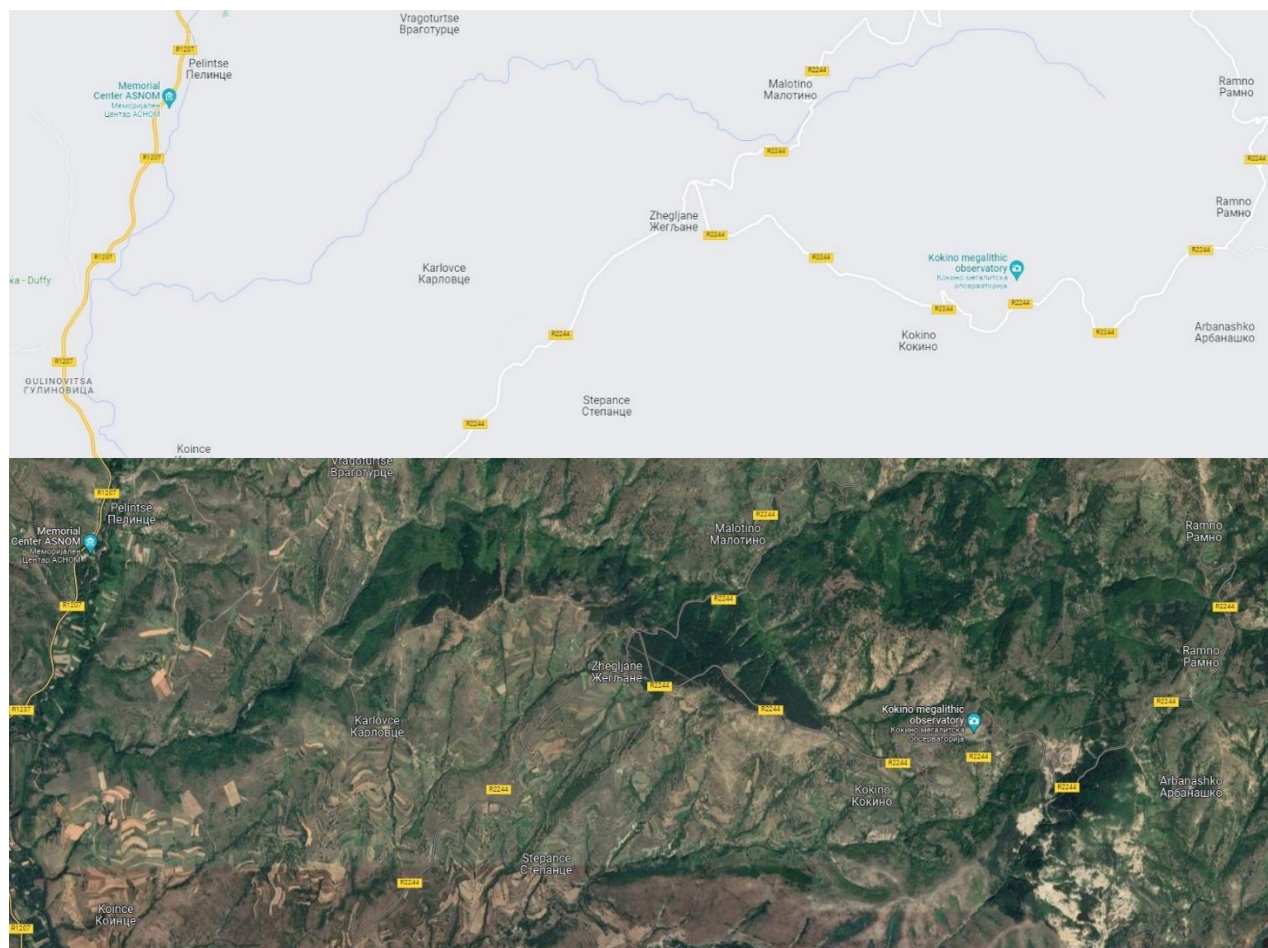 Vragoturtse
Враготурце
R1207
Pelintse
Пелинце
Memorial
Center ASNOM
Меморијален
Центар АСНОМ
R2244
Malotino
Малотино
Ramno
Рамно
R1207
R2244
R2244
Zhegljane
Жегљане
R2244
Ramno
Рамно
R2244
R1207
R2244
Karlovce
Карловце
ка - Duffy
Kokino megalithic
observatory
Кокино мегалитска
опсерваторија
R2244
R2244
R2244
R2244
Kokino
Кокино
Arbanashko
Арбанашко
R1207
GULINOVITSA
ГУЛИНОВИЦА
Stepance
Степанце
R2244
Koince
Vragoturtse
Враготурце
R1207
Pelintse
Пелинце
Memorial
Center ASNOM
Меморијален
Центар АСНОМ
R2244
Malotino
Малотино
Ramno
Рамно
R1207
R2244
R2244
Zhegljane
Жегљане
R2244
Ramno
Рамно
R1207
R2244
R2244
Karlovce
Карловце
Kokino megalithic
observatory
Кокино мегалитска
опсерваторија
R2244
R2244
R2244
R2244
Kokino
Кокино
Arbanashko
Арбанашко
Stepance
Степанце
R2244
Koince
Коинце
R1207